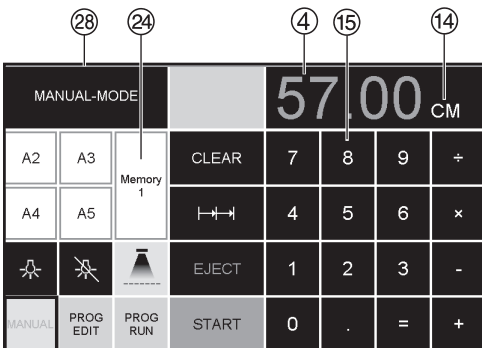 28 24 4 15 14
MANUAL-MODE 57.00 CM
A2 A3 Memory 1 CLEAR 7 8 9 ÷
A4 A5 4 5 6 ×
EJECT 1 2 3 -
MANUAL PROG EDIT PROG RUN START 0 . = +